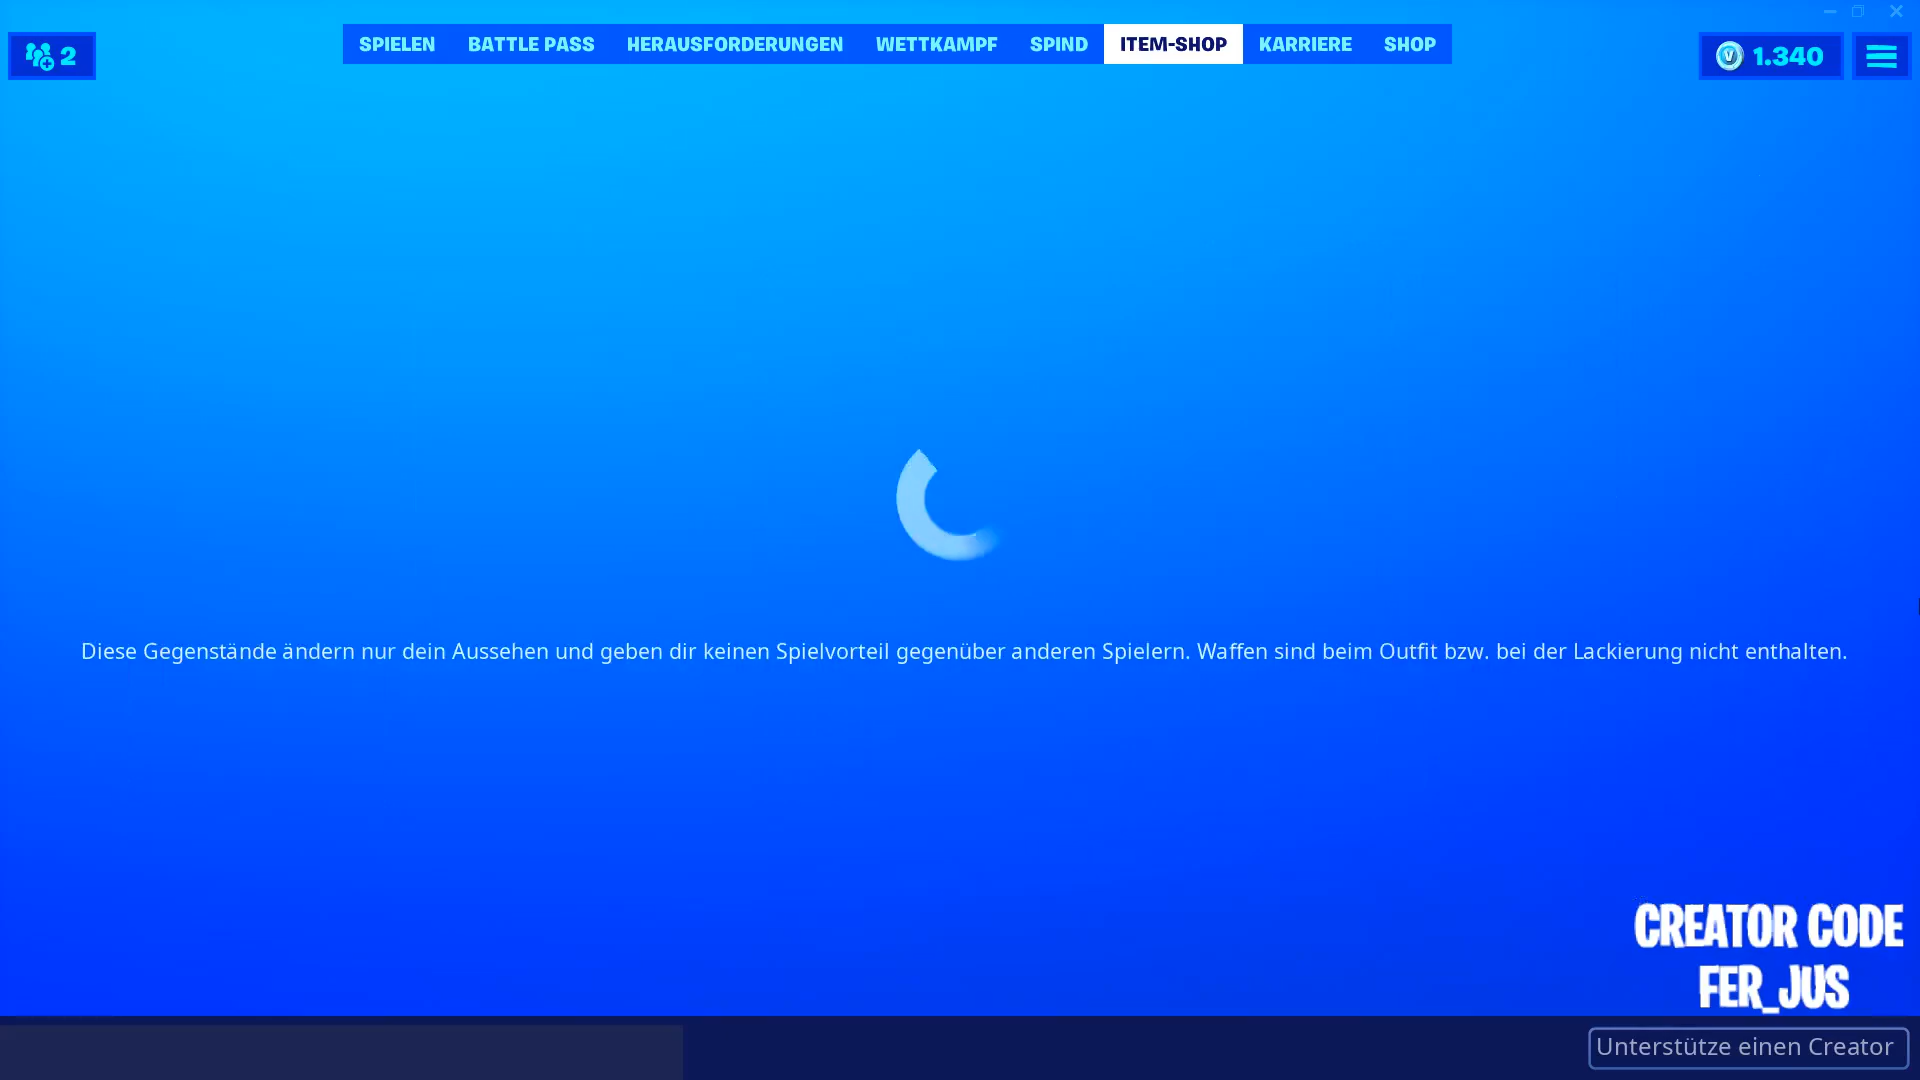 2
SPIELEN
BATTLE PASS
HERAUSFORDERUNGEN
WETTKAMPF
SPIND
ITEM-SHOP
KARRIERE
SHOP
1.340
Diese Gegenstände ändern nur dein Aussehen und geben dir keinen Spielvorteil gegenüber anderen Spielern. Waffen sind beim Outfit bzw. bei der Lackierung nicht enthalten.
CREATOR CODE
FER_JUS
Unterstütze einen Creator